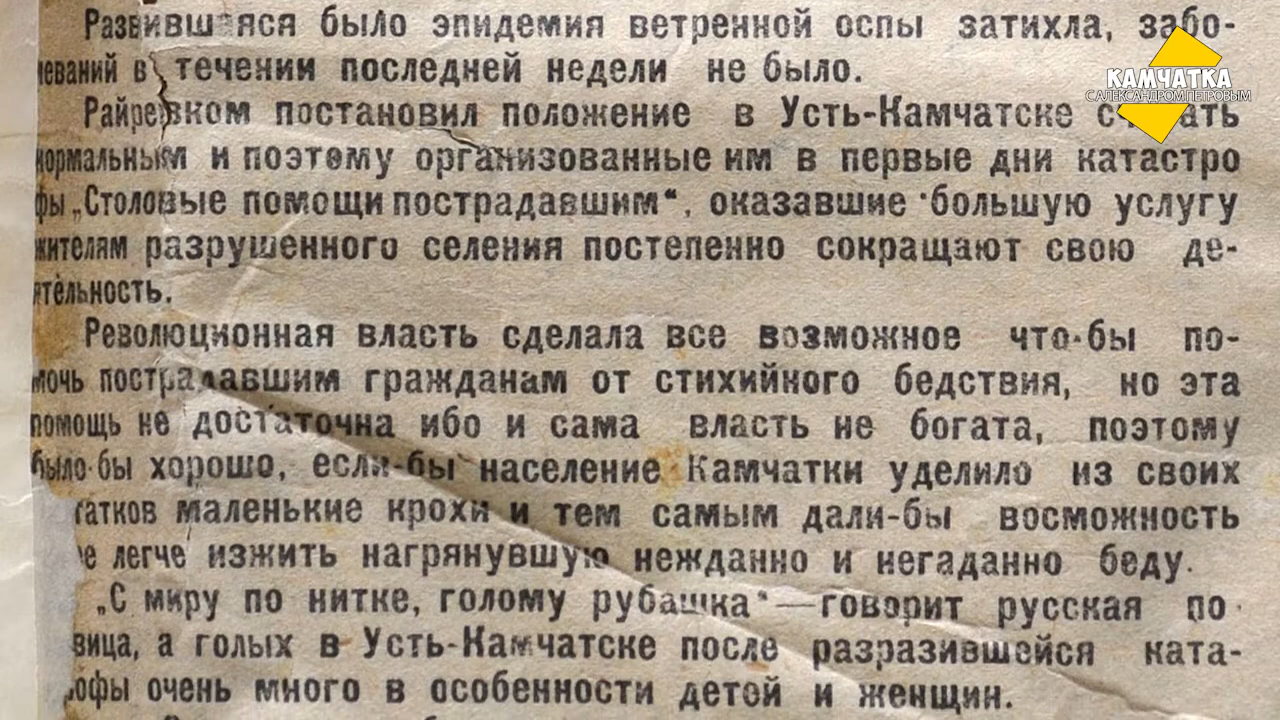 Развившаяся было эпидемия ветренной оспы затихла, забо-
леваний в течении последней недели не было.
КАМЧАТКА
С АЛЕКСАНДРОМ ПЕТРОВЫМ
Райревком постановил положение в Усть-Камчатске считать
нормальным и поэтому организованные им в первые дни катастро
фы „Столовые помощи пострадавшим“, оказавшие большую услугу
жителям разрушенного селения постепенно сокращают свою де-
ятельность.
Революционная власть сделала все возможное что-бы по-
мочь пострадавшим гражданам от стихийного бедствия, но эта
помощь не достаточна ибо и сама власть не богата, поэтому
было-бы хорошо, если-бы население Камчатки уделило из своих
татков маленькие крохи и тем самым дали-бы восможность
е легче изжить нагрянувшую нежданно и негаданно беду.
„С миру по нитке, голому рубашка“—говорит русская по
вица, а голых в Усть-Камчатске после разразившейся ката-
офы очень много в особенности детей и женщин.